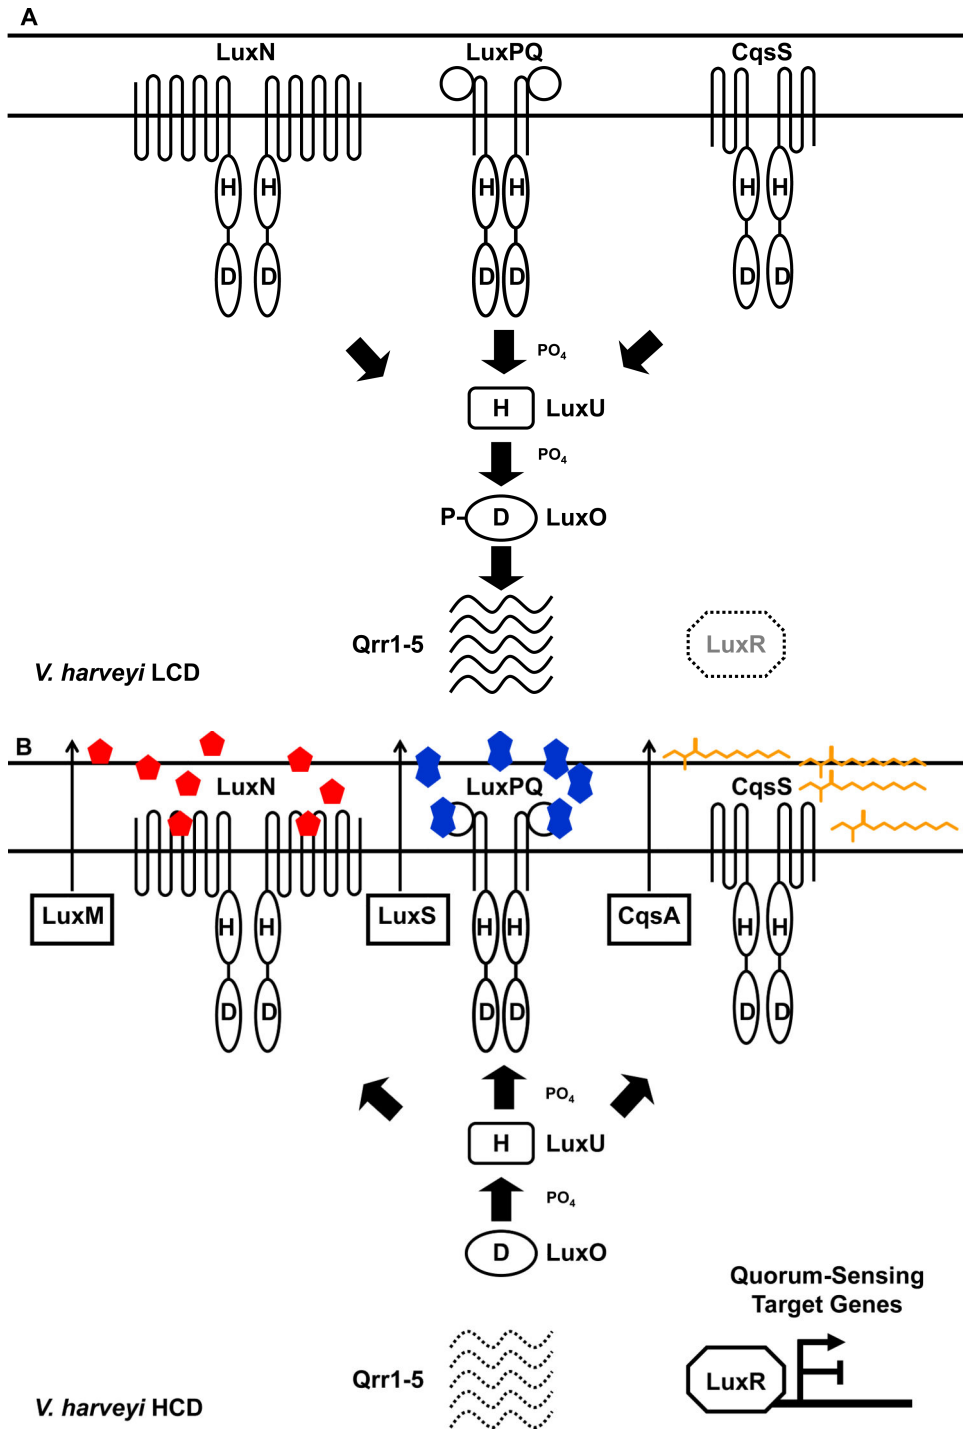 A
LuxN
LuxPQ
CqsS
H
H
H
H
H
H
D
D
D
D
D
D
PO4
H
LuxU
PO4
P-
D
LuxO
Qrr1-5
LuxR
V. harveyi LCD
B
LuxN
LuxPQ
CqsS
LuxM
LuxS
CqsA
H
H
H
H
H
H
D
D
D
D
D
D
PO4
H
LuxU
PO4
D
LuxO
Quorum-Sensing
Target Genes
Qrr1-5
LuxR
V. harveyi HCD